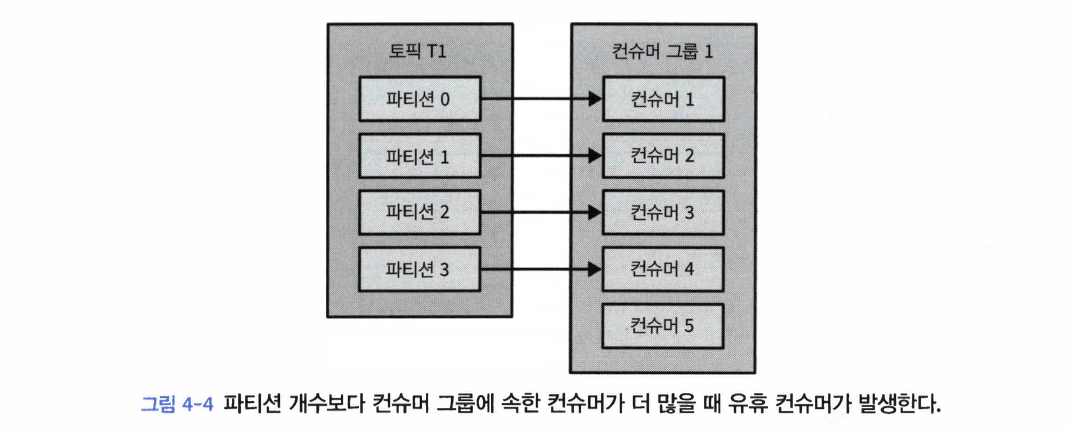 토픽 T1
파티션 0
파티션 1
파티션 2
파티션 3
컨슈머 그룹 1
컨슈머 1
컨슈머 2
컨슈머 3
컨슈머 4
컨슈머 5
그림 4-4 파티션 개수보다 컨슈머 그룹에 속한 컨슈머가 더 많을 때 유휴 컨슈머가 발생한다.